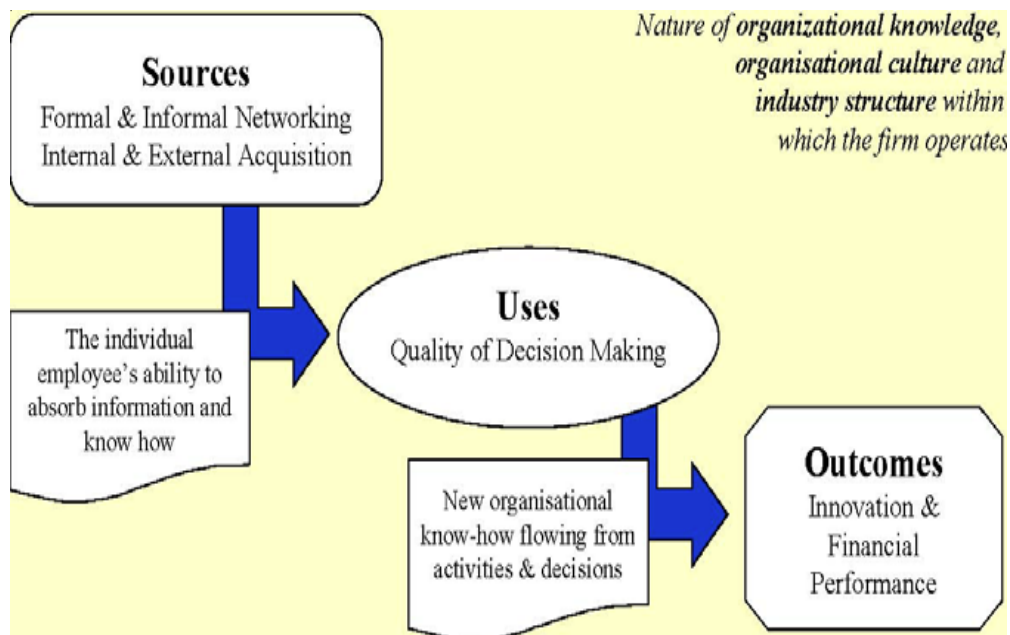 Sources
Formal & Informal Networking
Internal & External Acquisition
Nature of organizational knowledge,
organisational culture and
industry structure within
which the firm operates
The individual
employee's ability to
absorb information and
know how
Uses
Quality of Decision Making
New organisational
know-how flowing from
activities & decisions
Outcomes
Innovation &
Financial
Performance